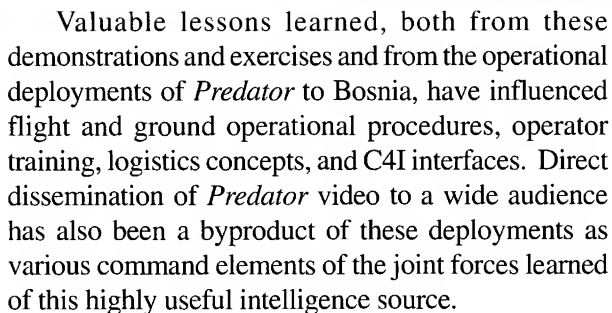 Valuable lessons learned, both from these
demonstrations and exercises and from the operational
deployments of Predator to Bosnia, have influenced
flight and ground operational procedures, operator
training, logistics concepts, and C4I interfaces. Direct
dissemination of Predator video to a wide audience
has also been a byproduct of these deployments as
various command elements of the joint forces learned
of this highly useful intelligence source.